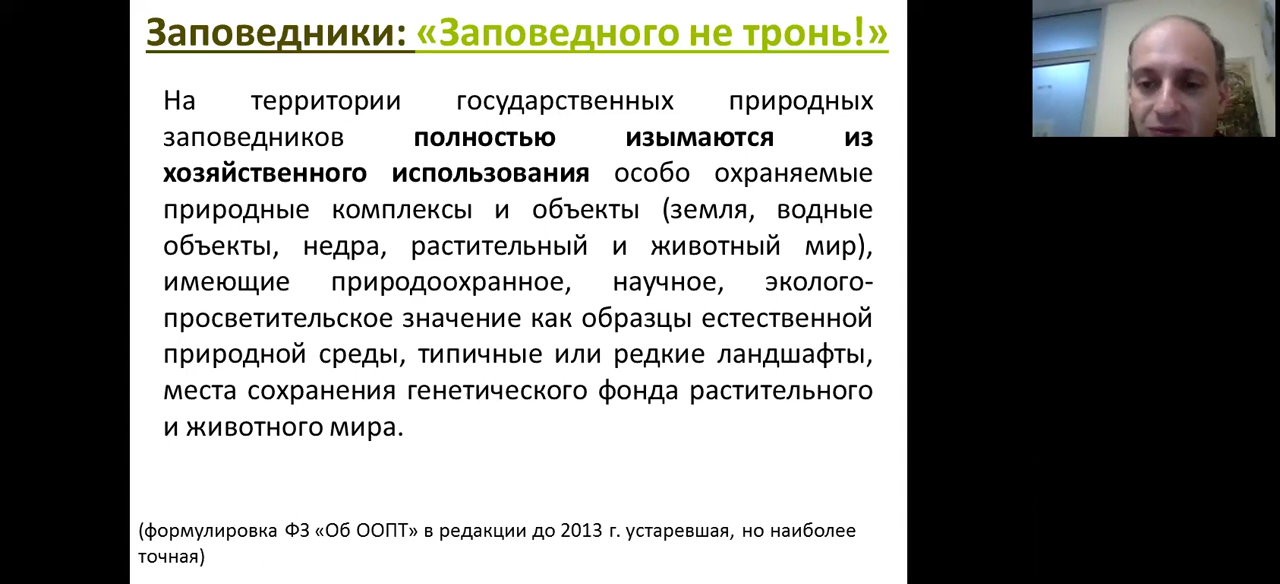 Заповедники: «Заповедного не тронь!»
На территории государственных природных
заповедников полностью изымаются из
хозяйственного использования особо охраняемые
природные комплексы и объекты (земля, водные
объекты, недра, растительный и животный мир),
имеющие природоохранное, научное, эколого-
просветительское значение как образцы естественной
природной среды, типичные или редкие ландшафты,
места сохранения генетического фонда растительного
и животного мира.
(формулировка ФЗ «Об ООПТ» в редакции до 2013 г. устаревшая, но наиболее
точная)